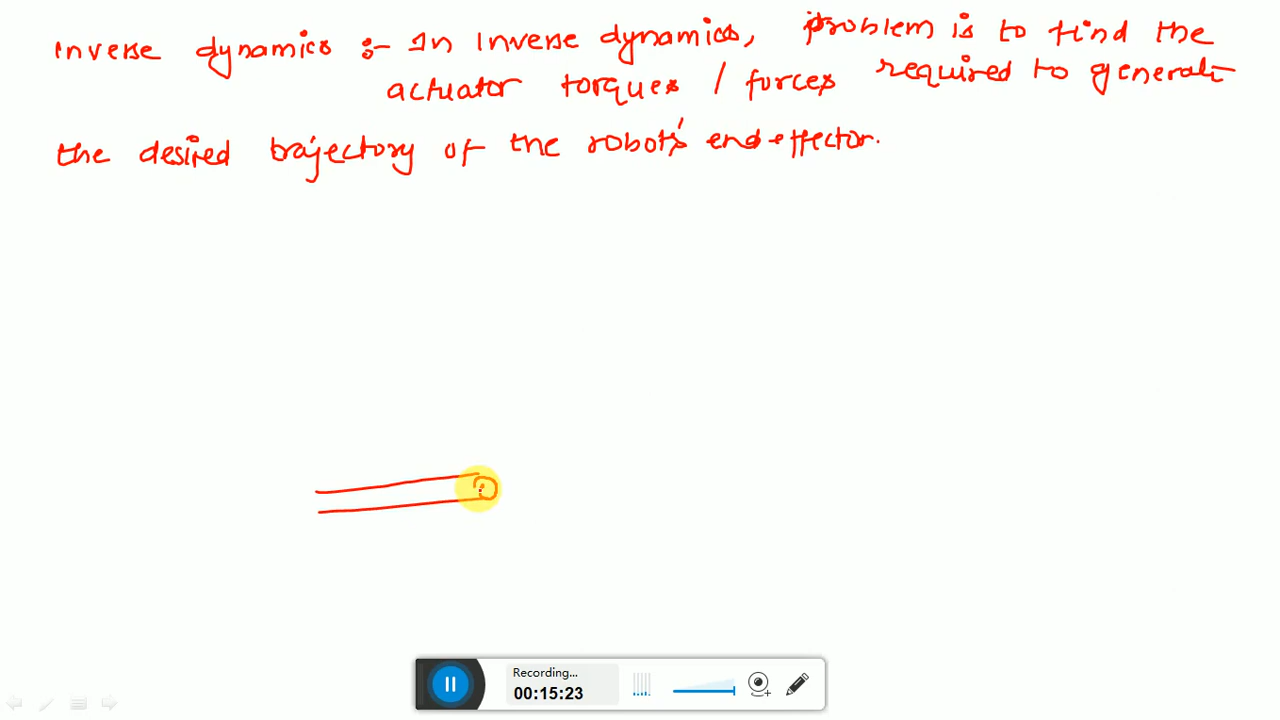 Inverse dynamics :- In Inverse dynamics, problem is to find the
actuator torques / forces required to generate
the desired trajectory of the robot's end-effector.
Recording...
00:15:23